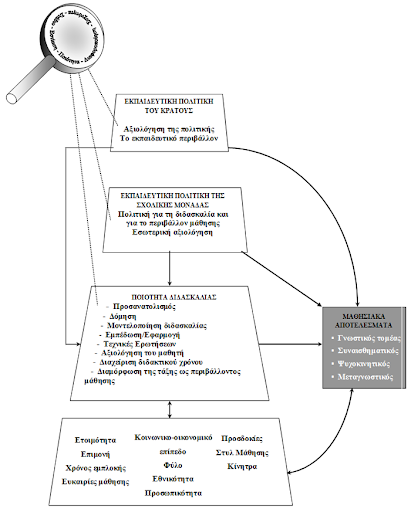 ΕΚΠΑΙΔΕΥΤΙΚΗ ΠΟΛΙΤΙΚΗ
ΤΟΥ ΚΡΑΤΟΥΣ
Αξιολόγηση της πολιτικής
Το εκπαιδευτικό περιβάλλον
ΕΚΠΑΙΔΕΥΤΙΚΗ ΠΟΛΙΤΙΚΗ ΤΗΣ
ΣΧΟΛΙΚΗΣ ΜΟΝΑΔΑΣ
Πολιτική για τη διδασκαλία και
για το περιβάλλον μάθησης
Εσωτερική αξιολόγηση
ΠΟΙΟΤΗΤΑ ΔΙΔΑΣΚΑΛΙΑΣ
- Προσανατολισμός
- Δόμηση
- Μοντελοποίηση διδασκαλίας
- Εμπέδωση/Εφαρμογή
- Τεχνικές Ερωτήσεων
- Αξιολόγηση του μαθητή
- Διαχείριση διδακτικού χρόνου
- Διαμόρφωση της τάξης ως περιβάλλοντος
μάθησης
ΜΑΘΗΣΙΑΚΑ
ΑΠΟΤΕΛΕΣΜΑΤΑ
• Γνωστικός τομέας
• Συναισθηματικός
• Ψυχοκινητικός
• Μεταγνωστικός
Ετοιμότητα
Επιμονή
Χρόνος εμπλοκής
Ευκαιρίες μάθησης
Κοινωνικο-οικονομικό
επίπεδο
Φύλο
Εθνικότητα
Προσωπικότητα
Προσδοκίες
Στυλ Μάθησης
Κίνητρα